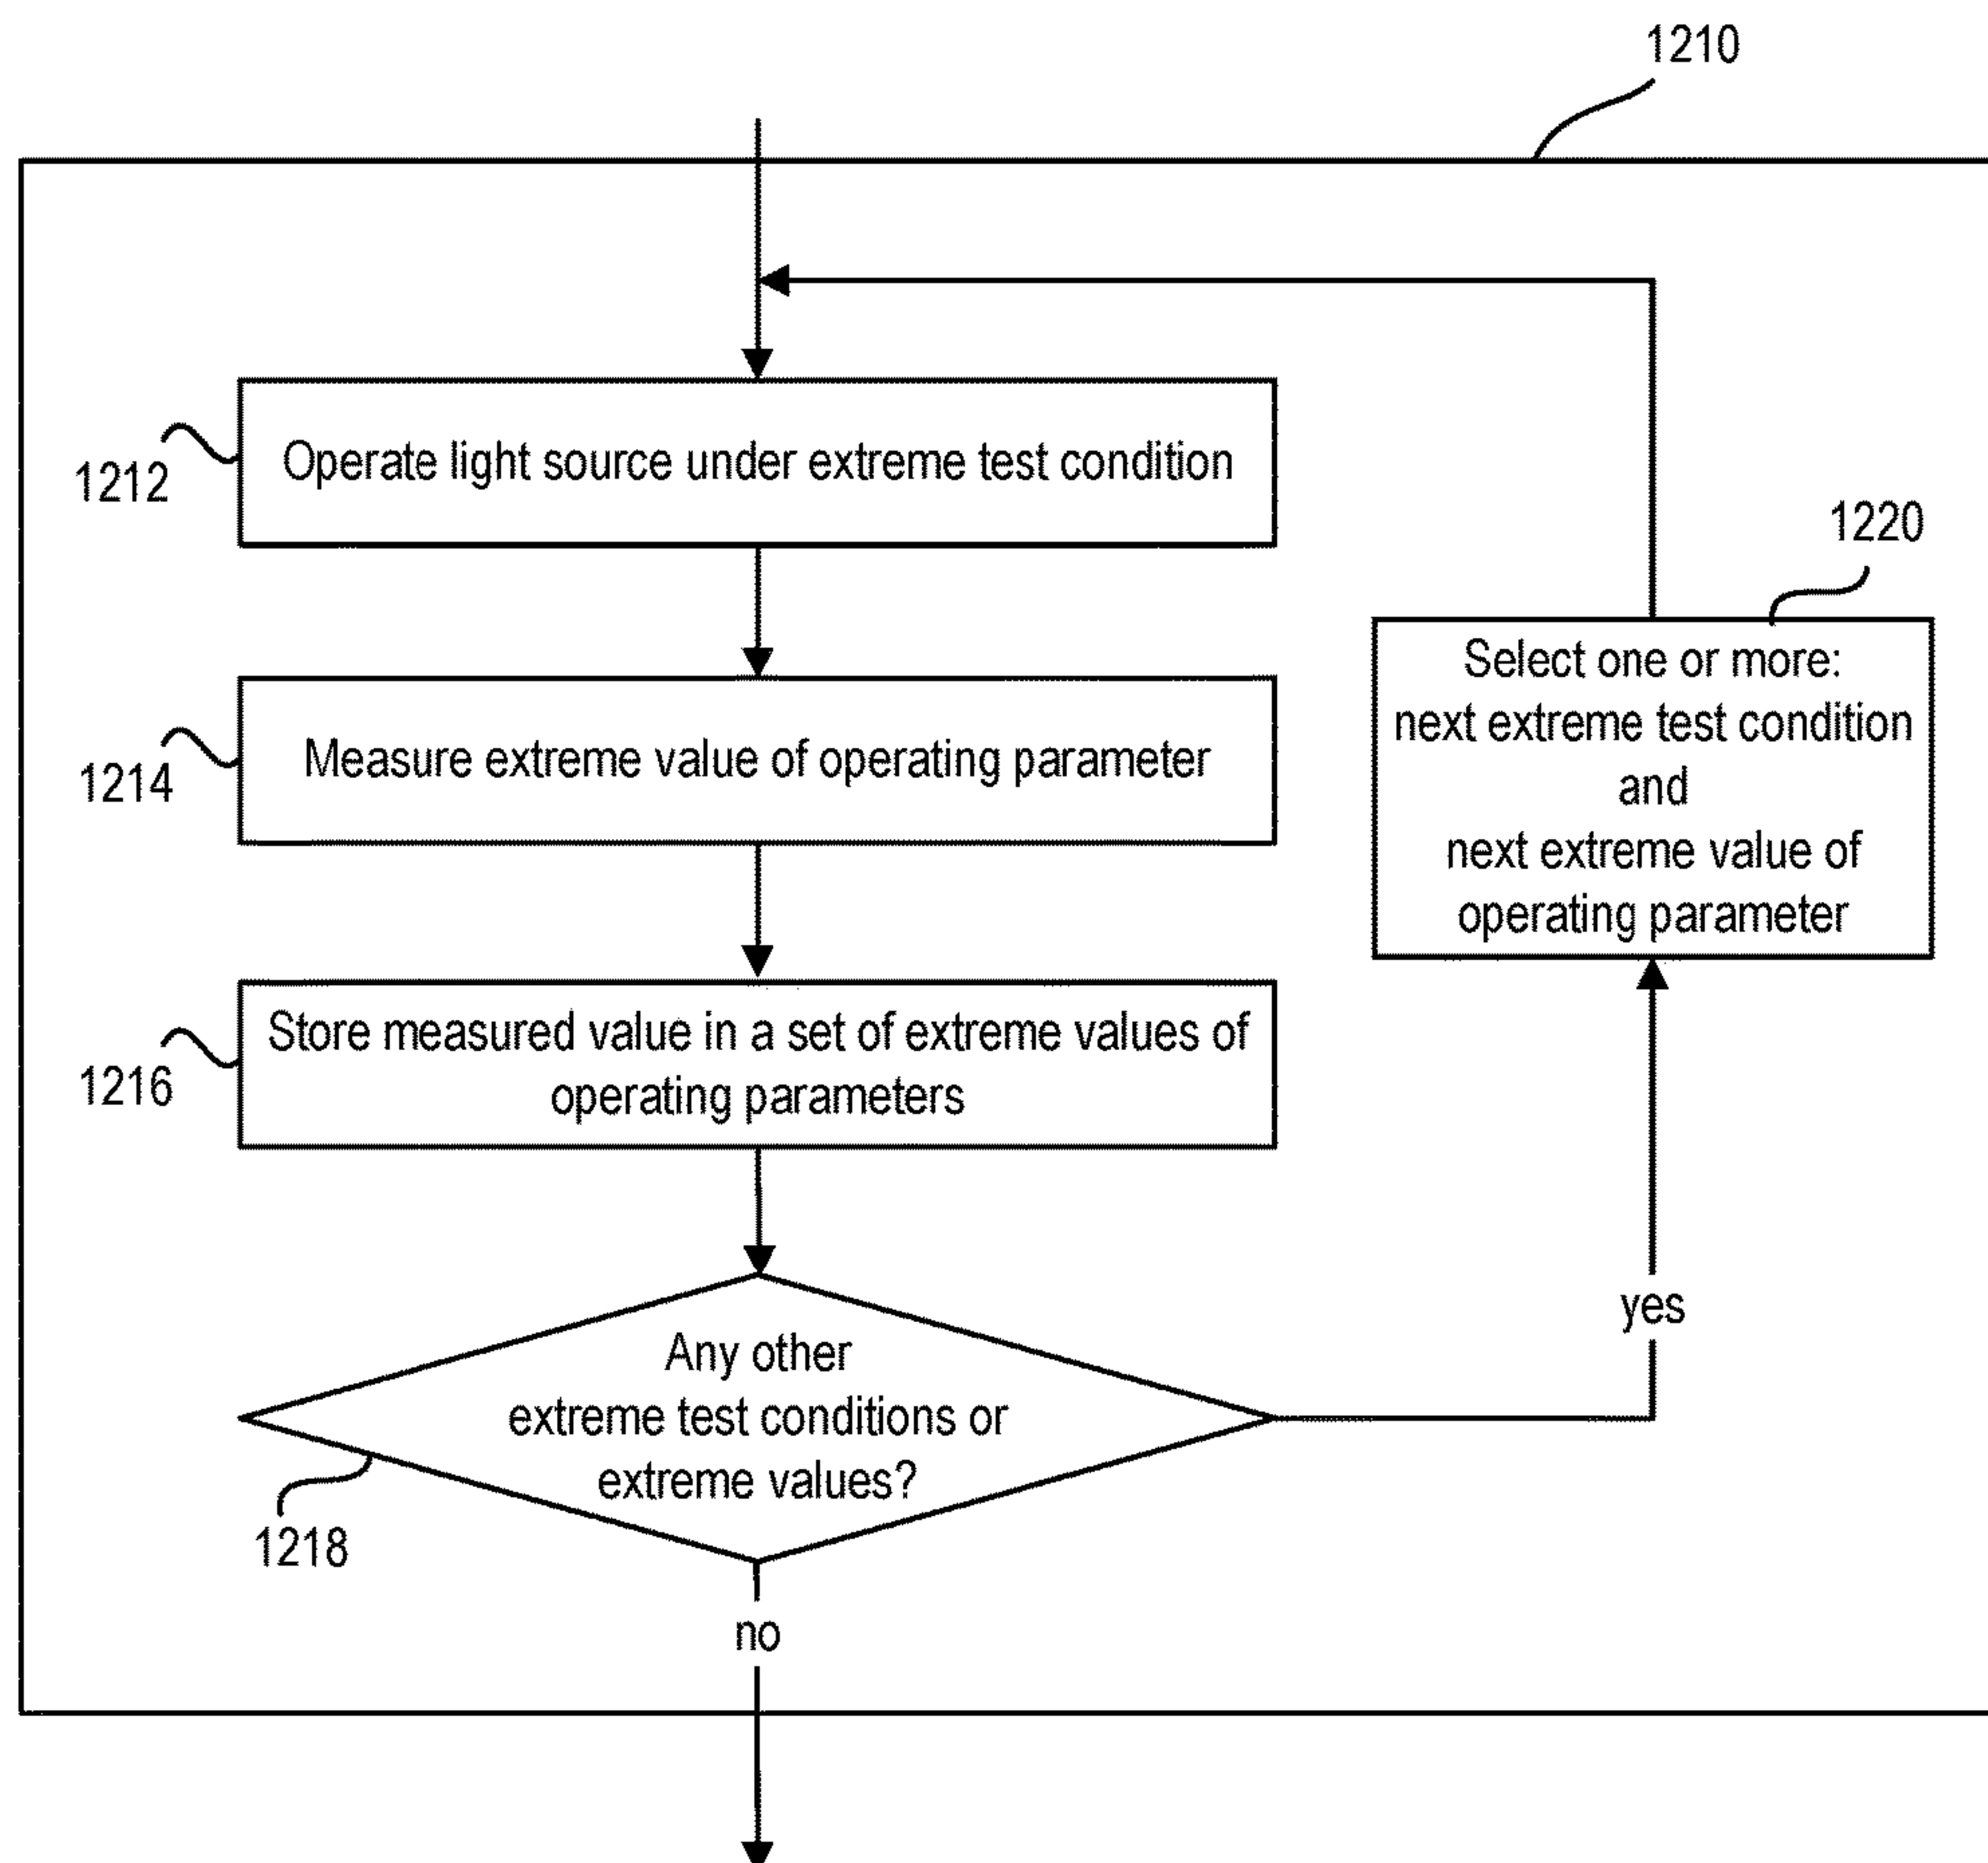 1210
Operate light source under extreme test condition
1212
1220
Select one or more:
next extreme test condition
and
next extreme value of
operating parameter
Measure extreme value of operating parameter
1214
Store measured value in a set of extreme values of
operating parameters
1216
yes
Any other
extreme test conditions or
extreme values?
1218
no